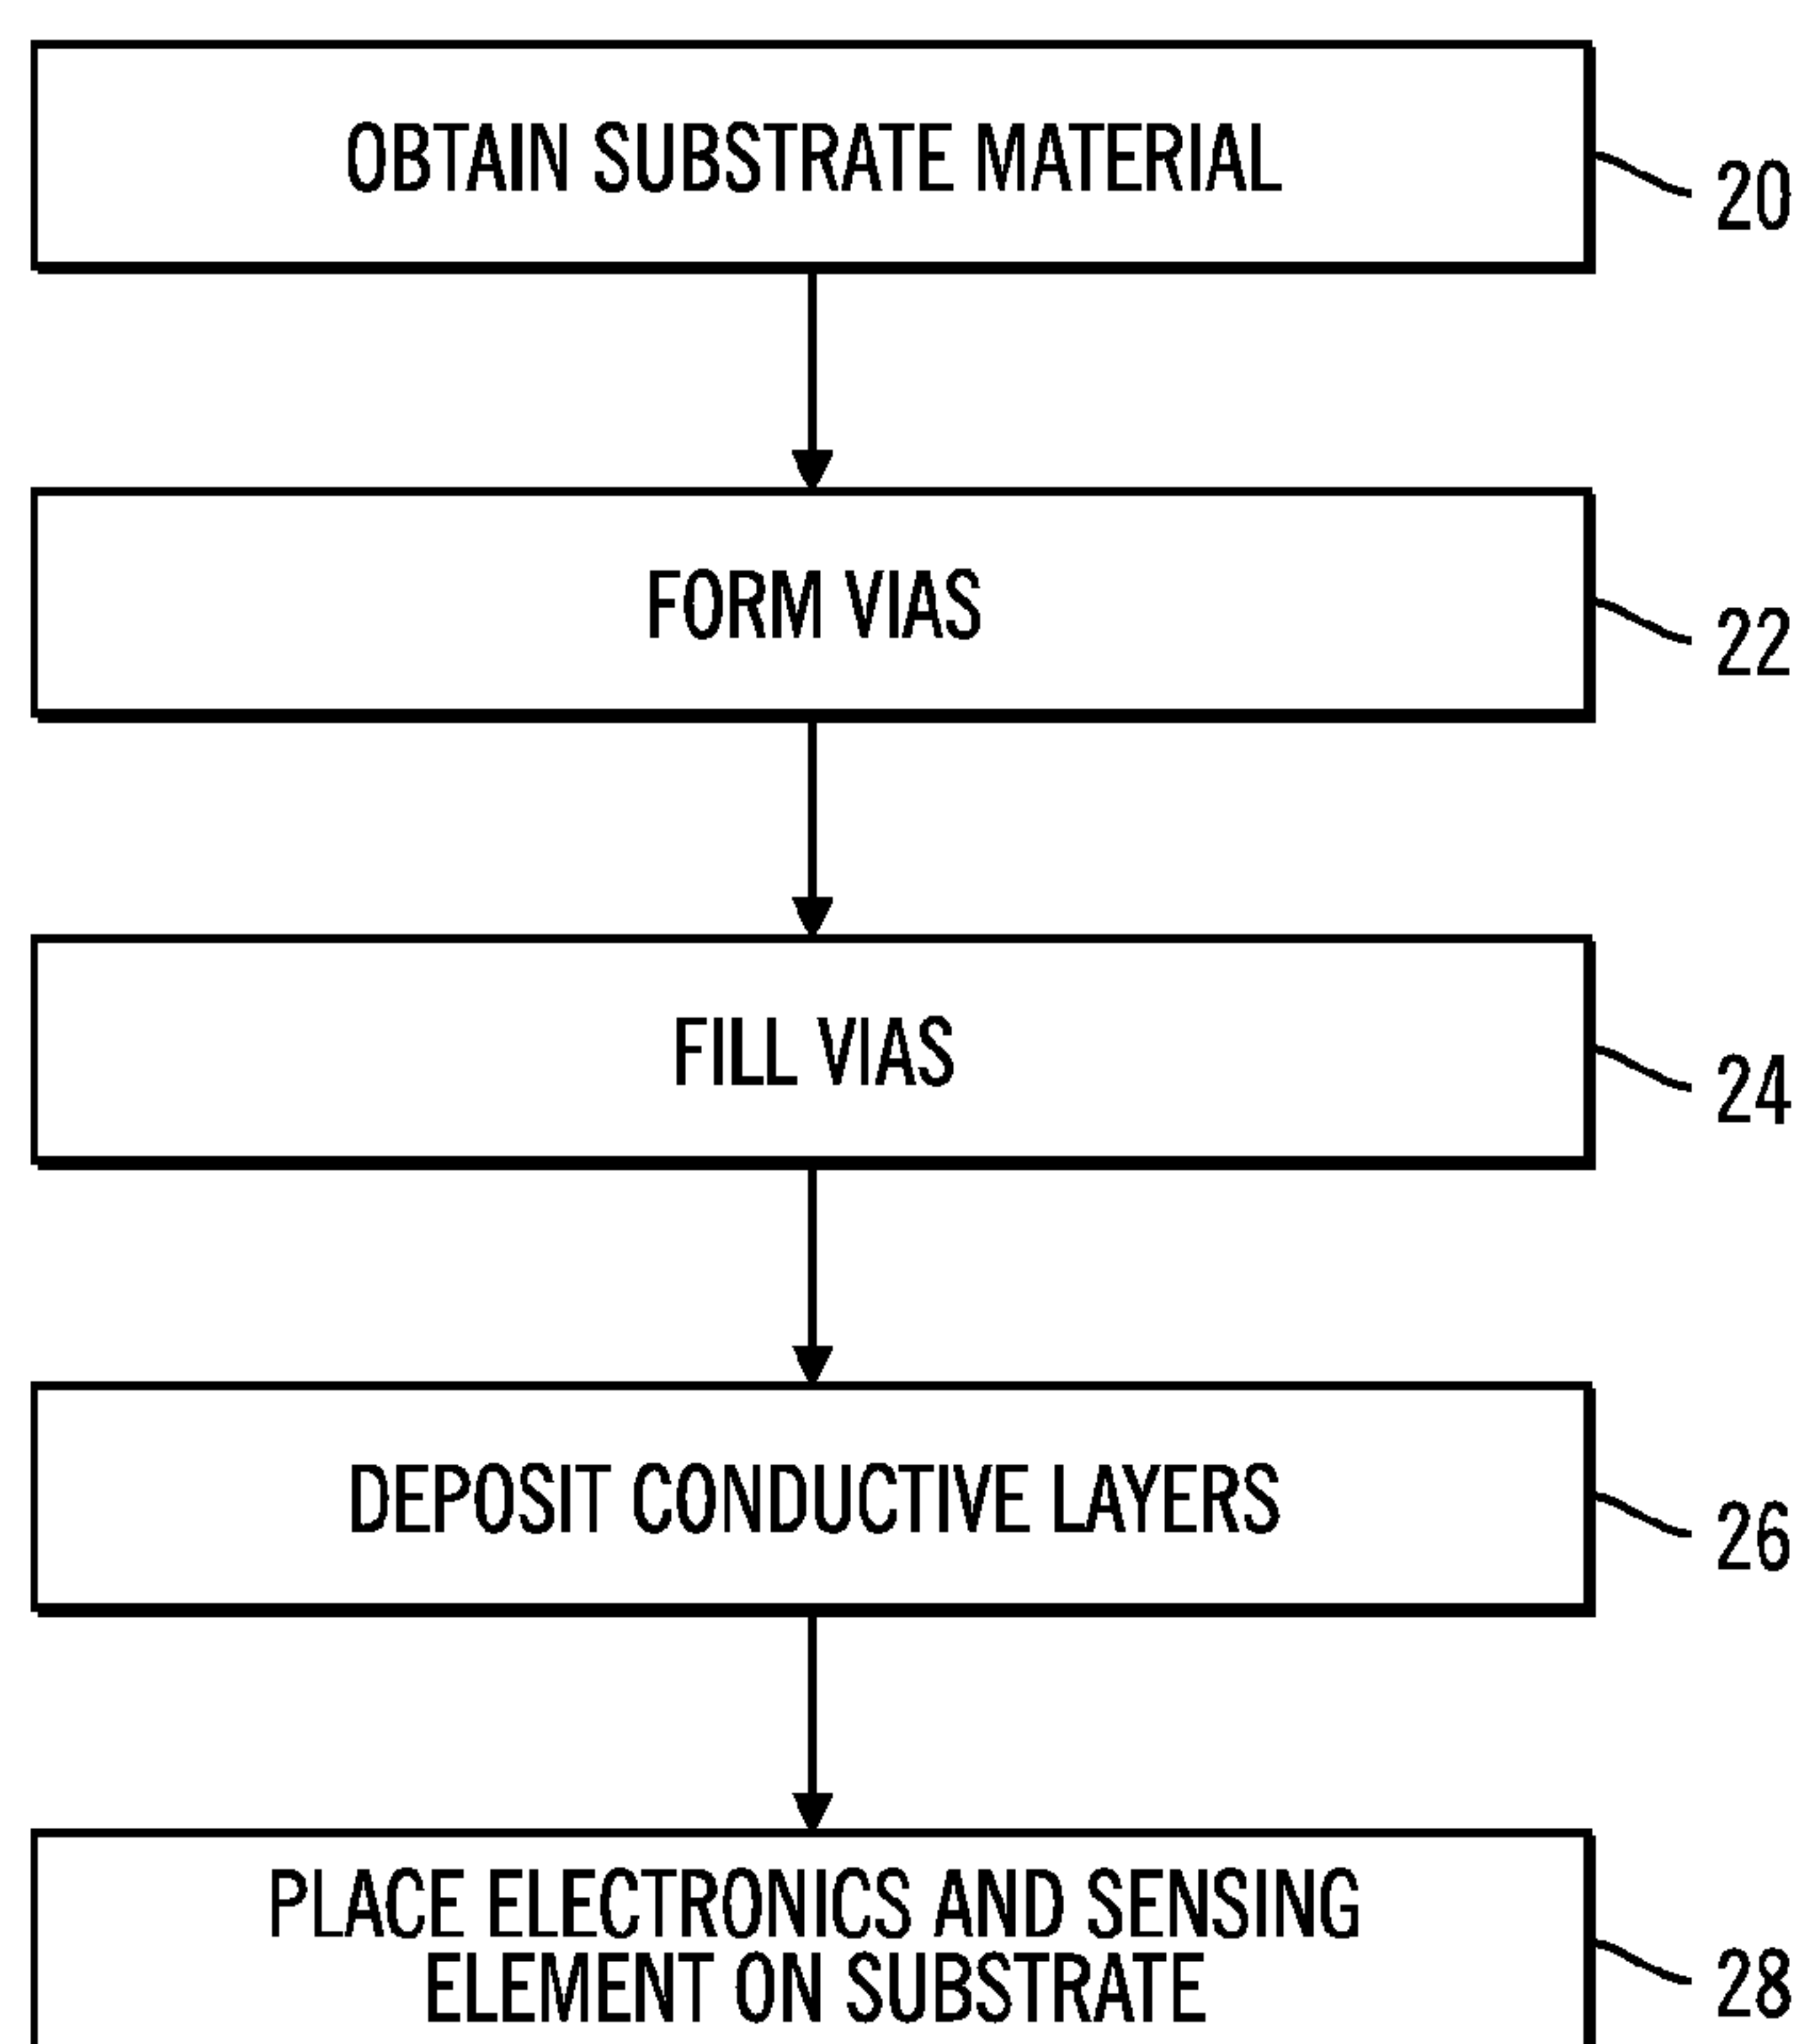 OBTAIN SUBSTRATE MATERIAL
20
FORM VIAS
22
FILL VIAS
24
DEPOSIT CONDUCTIVE LAYERS
26
PLACE ELECTRONICS AND SENSING
ELEMENT ON SUBSTRATE
28